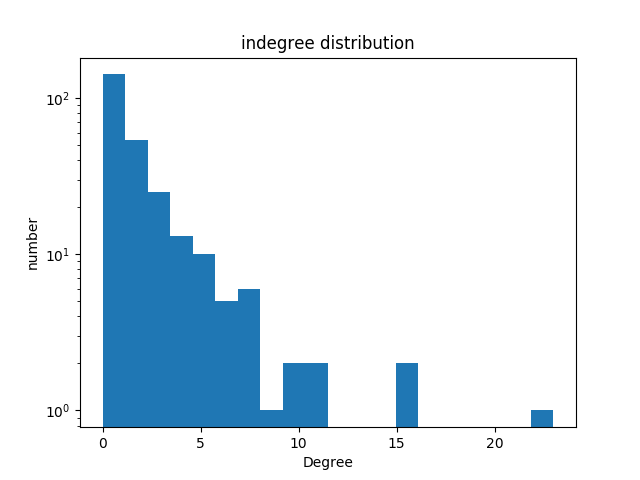 indegree distribution
number
10²
10¹
10⁰
0 5 10 15 20
Degree